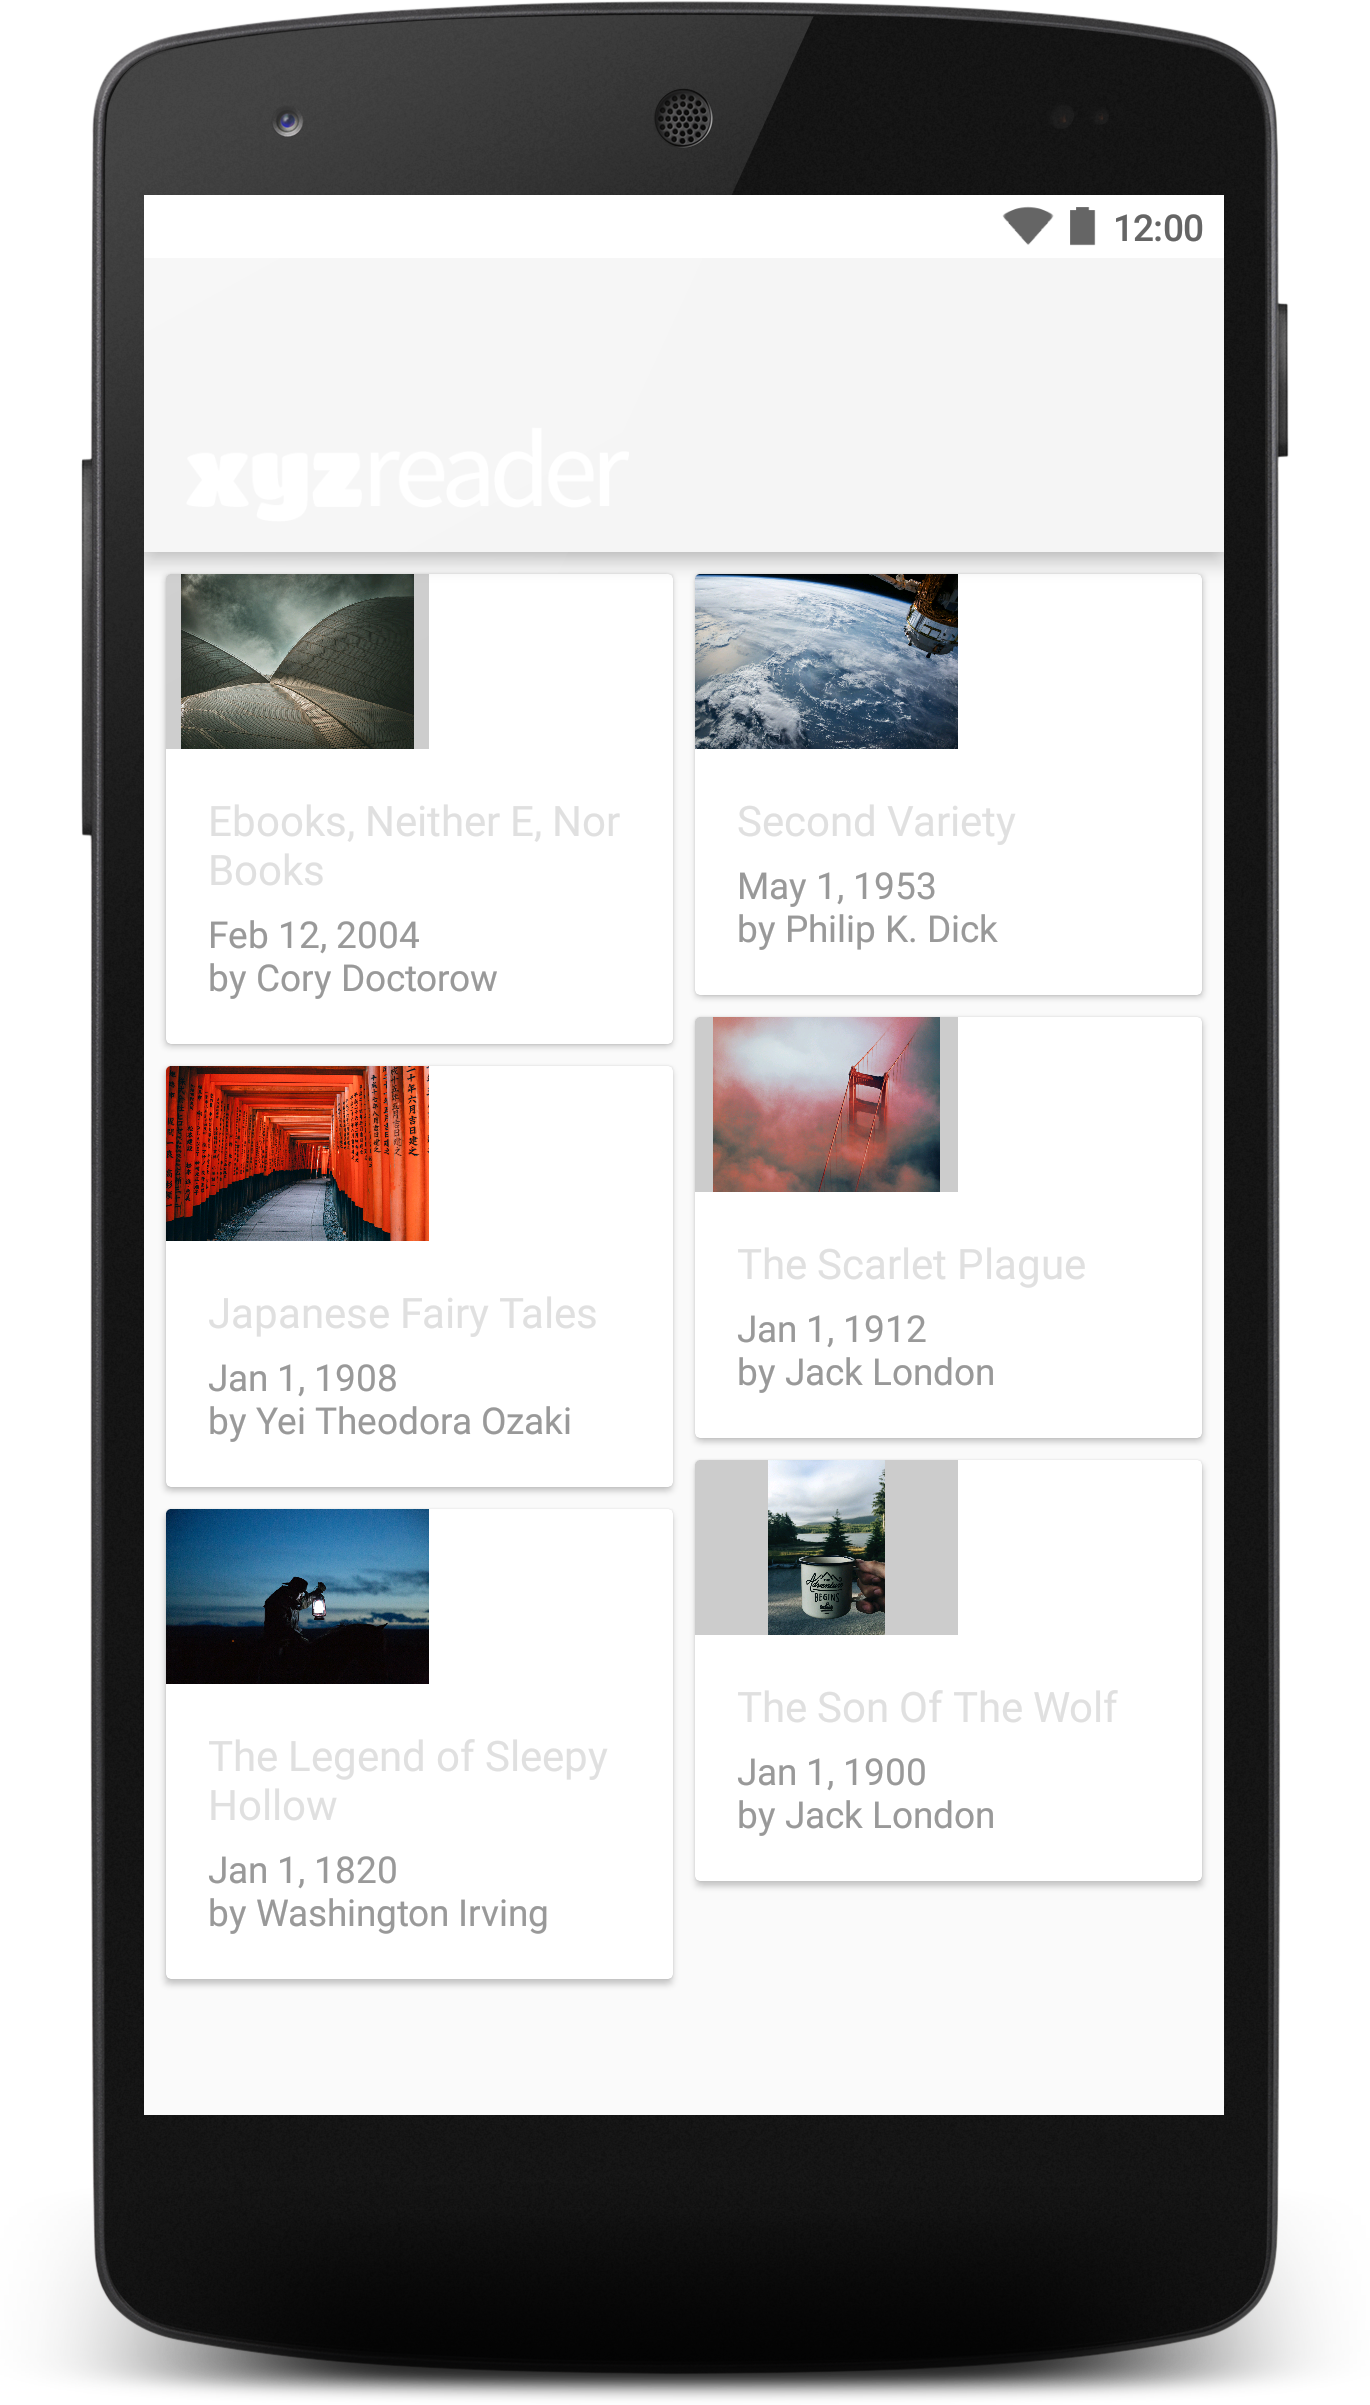 12:00
xyzreader
Ebooks, Neither E, Nor
Books
Feb 12, 2004
by Cory Doctorow
Second Variety
May 1, 1953
by Philip K. Dick
Japanese Fairy Tales
Jan 1, 1908
by Yei Theodora Ozaki
The Scarlet Plague
Jan 1, 1912
by Jack London
The Legend of Sleepy
Hollow
Jan 1, 1820
by Washington Irving
Adventure
BEGINS
The Son Of The Wolf
Jan 1, 1900
by Jack London